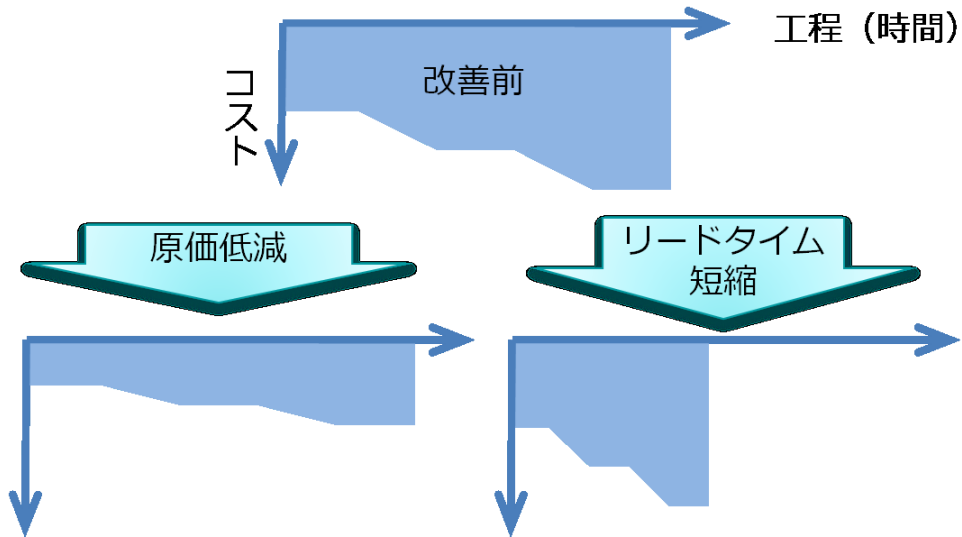 工程（時間）
コスト
改善前
原価低減
リードタイム
短縮